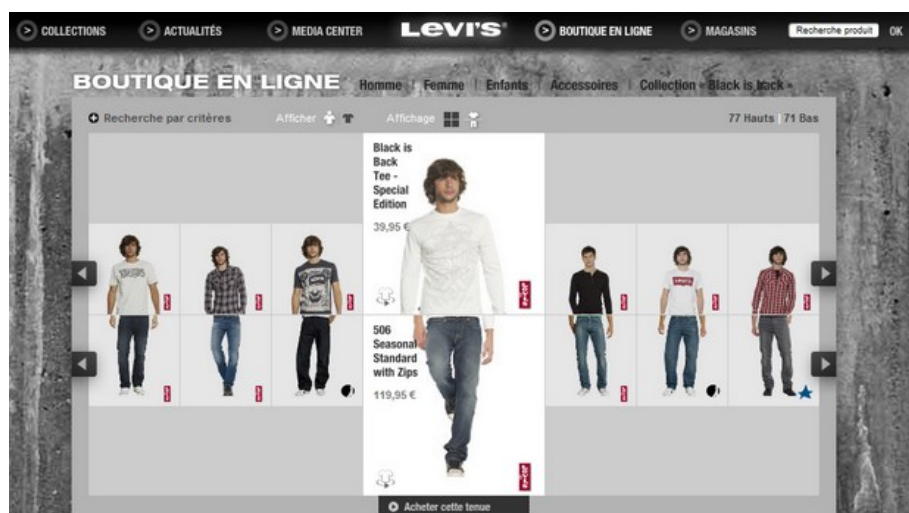 COLLECTIONS ACTUALITÉS MEDIA CENTER LEVI'S BOUTIQUE EN LIGNE MAGASINS Recherche produit OK
BOUTIQUE EN LIGNE Homme Femme Enfants Accessoires Collection « Black is back »
Recherche par critères Afficher Affichage 77 Hauts | 71 Bas
Black is
Back
Tee -
Special
Edition
39,95 €
506
Seasonal
Standard
with Zips
119,95 €
Acheter cette tenue